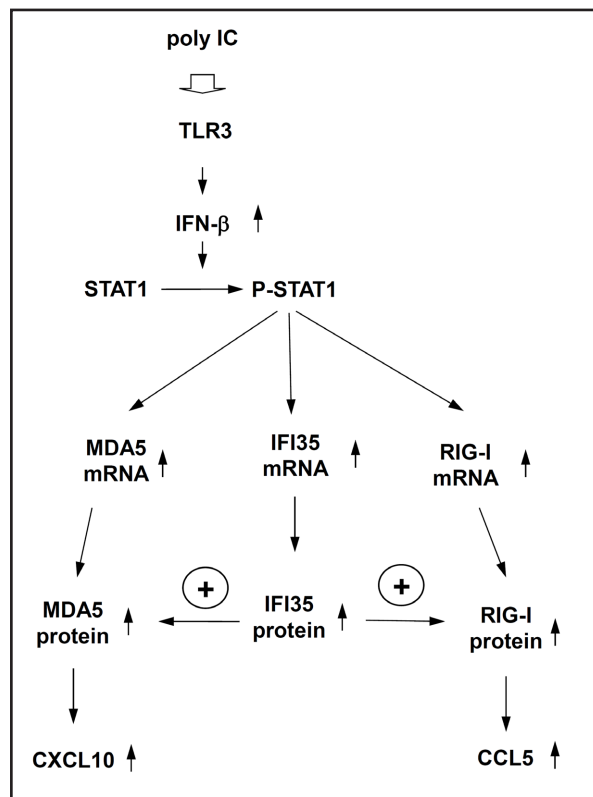 poly IC
TLR3
IFN-β
STAT1 P-STAT1
MDA5 mRNA
IFI35 mRNA
RIG-I mRNA
+ +
MDA5 protein
IFI35 protein
RIG-I protein
CXCL10 CCL5